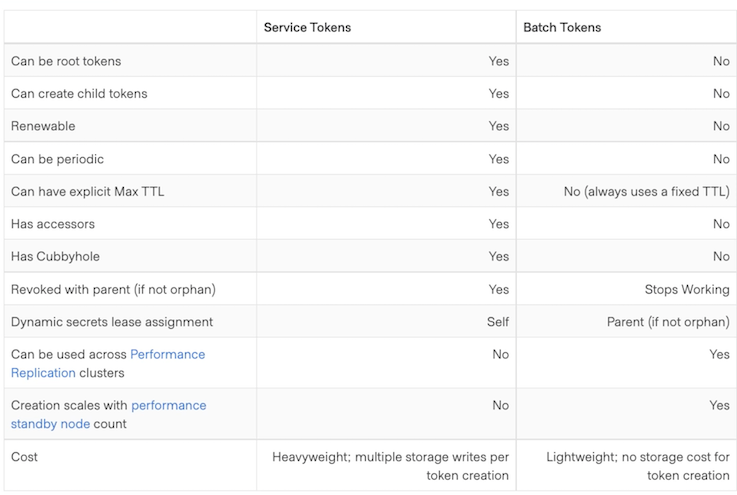 Service Tokens Batch Tokens
Can be root tokens Yes No
Can create child tokens Yes No
Renewable Yes No
Can be periodic Yes No
Can have explicit Max TTL Yes No (always uses a fixed TTL)
Has accessors Yes No
Has Cubbyhole Yes No
Revoked with parent (if not orphan) Yes Stops Working
Dynamic secrets lease assignment Self Parent (if not orphan)
Can be used across Performance No Yes
Replication clusters
Creation scales with performance No Yes
standby node count
Cost Heavyweight; multiple storage writes per Lightweight; no storage cost for
token creation token creation